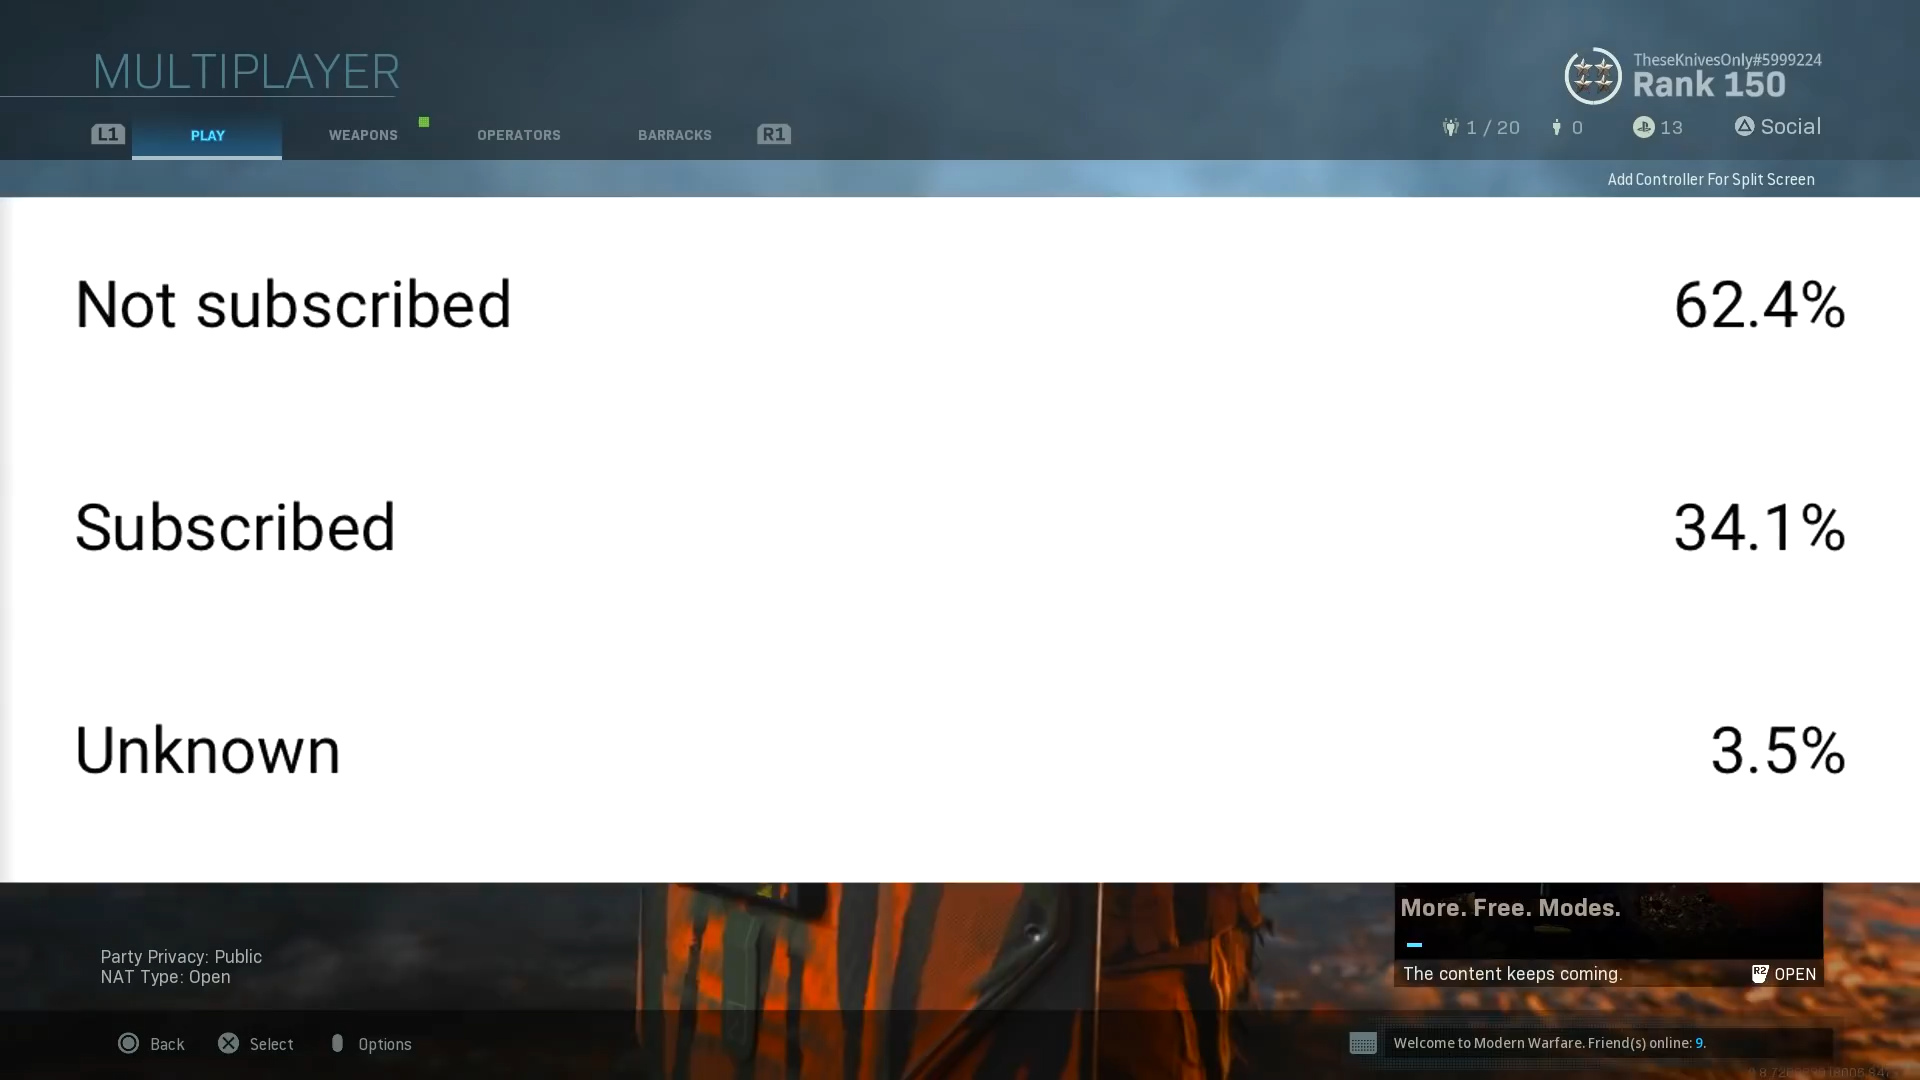 MULTIPLAYER
TheseKnivesOnly#5999224
Rank 150
L1 PLAY WEAPONS OPERATORS BARRACKS R1
1 / 20 0 13 Social
Add Controller For Split Screen
Not subscribed 62.4%
Subscribed 34.1%
Unknown 3.5%
More. Free. Modes.
The content keeps coming. R2 OPEN
Party Privacy: Public
NAT Type: Open
Back Select Options
Welcome to Modern Warfare. Friend(s) online: 9.